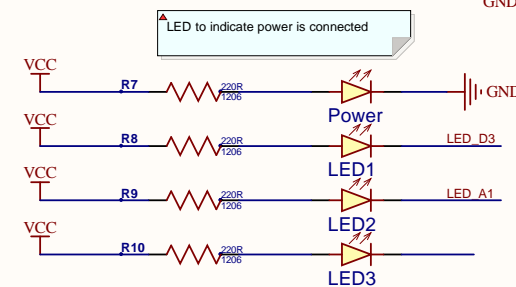 GND
LED to indicate power is connected
VCC R7 220R 1206 Power GND
VCC R8 220R 1206 LED1 LED_D3
VCC R9 220R 1206 LED2 LED_A1
VCC R10 220R 1206 LED3